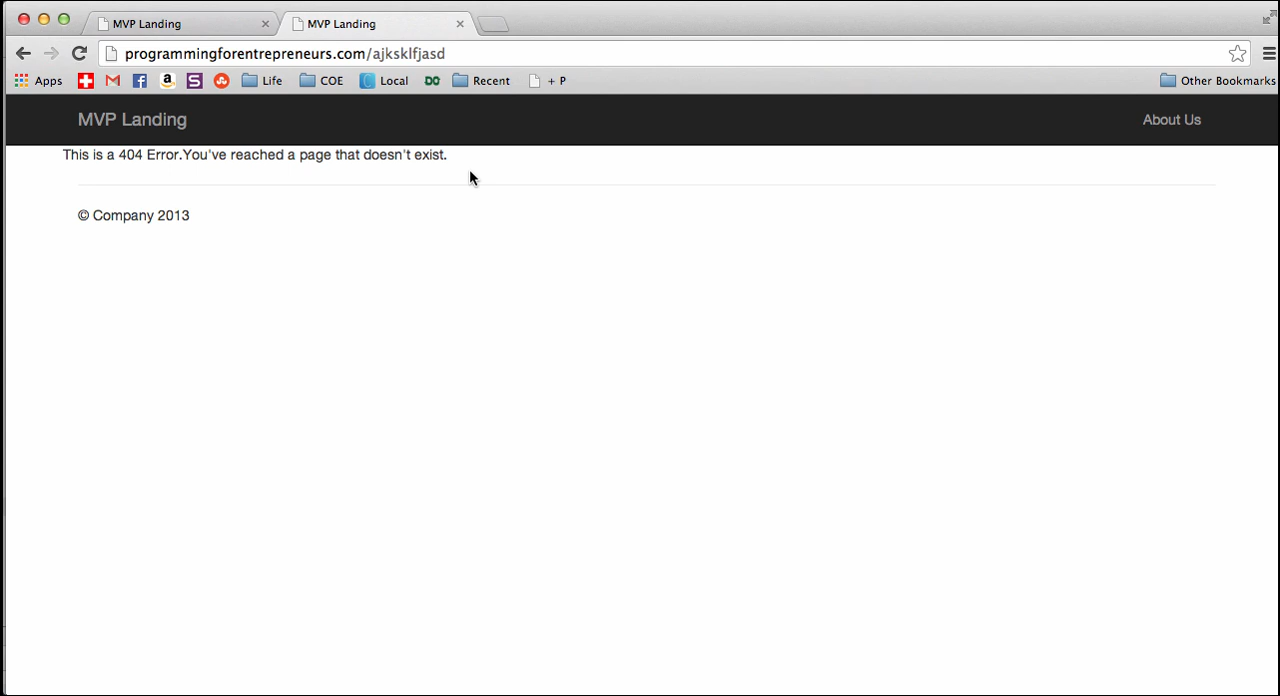 MVP Landing
MVP Landing
programmingforentrepreneurs.com/ajksklfjasd
Apps Life COE Local DO Recent + P Other Bookmarks
MVP Landing About Us
This is a 404 Error.You've reached a page that doesn't exist.
© Company 2013